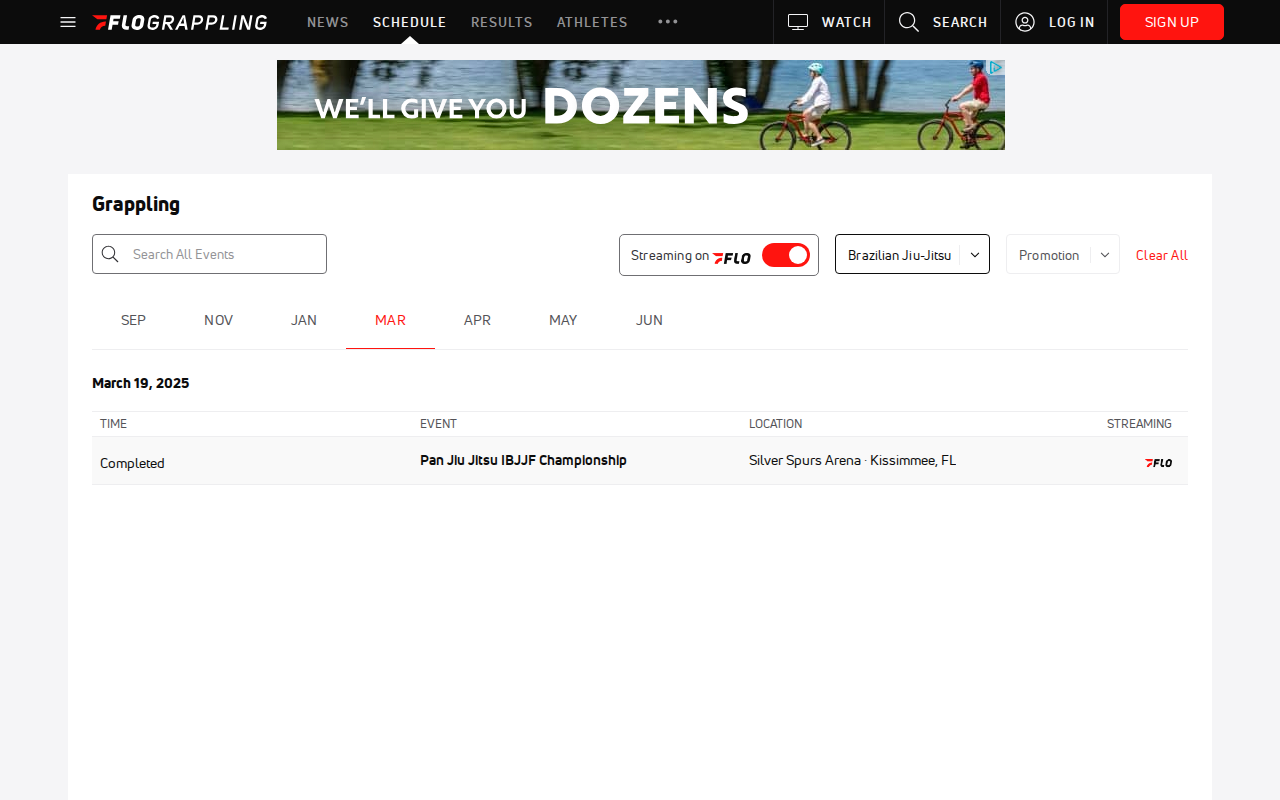 FLOGRAPPLING NEWS SCHEDULE RESULTS ATHLETES WATCH SEARCH LOG IN SIGN UP
WE'LL GIVE YOU DOZENS
Grappling
Search All Events Streaming on FLO Brazilian Jiu-Jitsu Promotion Clear All
SEP NOV JAN MAR APR MAY JUN
March 19, 2025
TIME EVENT LOCATION STREAMING
Completed Pan Jiu Jitsu IBJJF Championship Silver Spurs Arena · Kissimmee, FL FLO